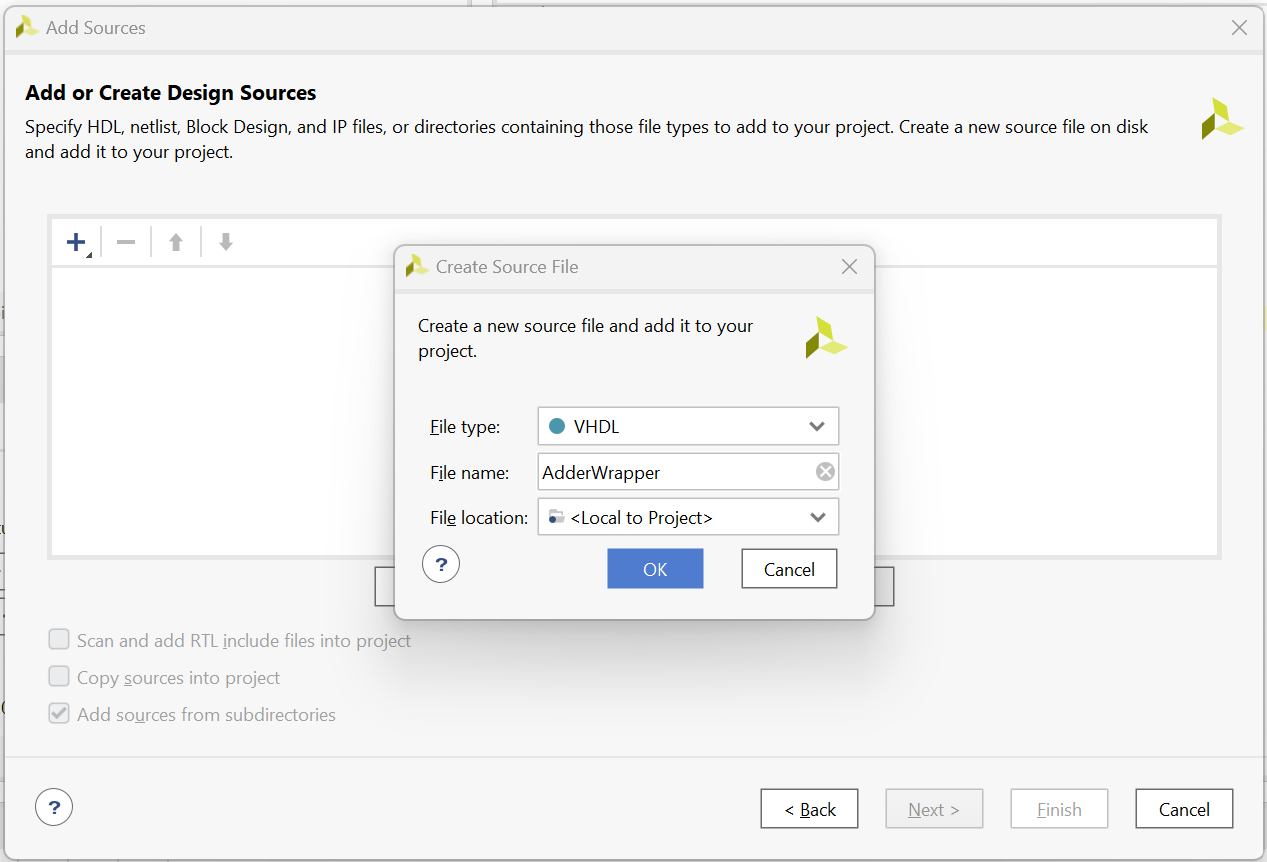 Add Sources
Add or Create Design Sources
Specify HDL, netlist, Block Design, and IP files, or directories containing those file types to add to your project. Create a new source file on disk
and add it to your project.
Create Source File
Create a new source file and add it to your
project.
File type:
VHDL
File name:
AdderWrapper
File location:
<Local to Project>
?
OK
Cancel
Scan and add RTL include files into project
Copy sources into project
Add sources from subdirectories
?
< Back
Next >
Finish
Cancel